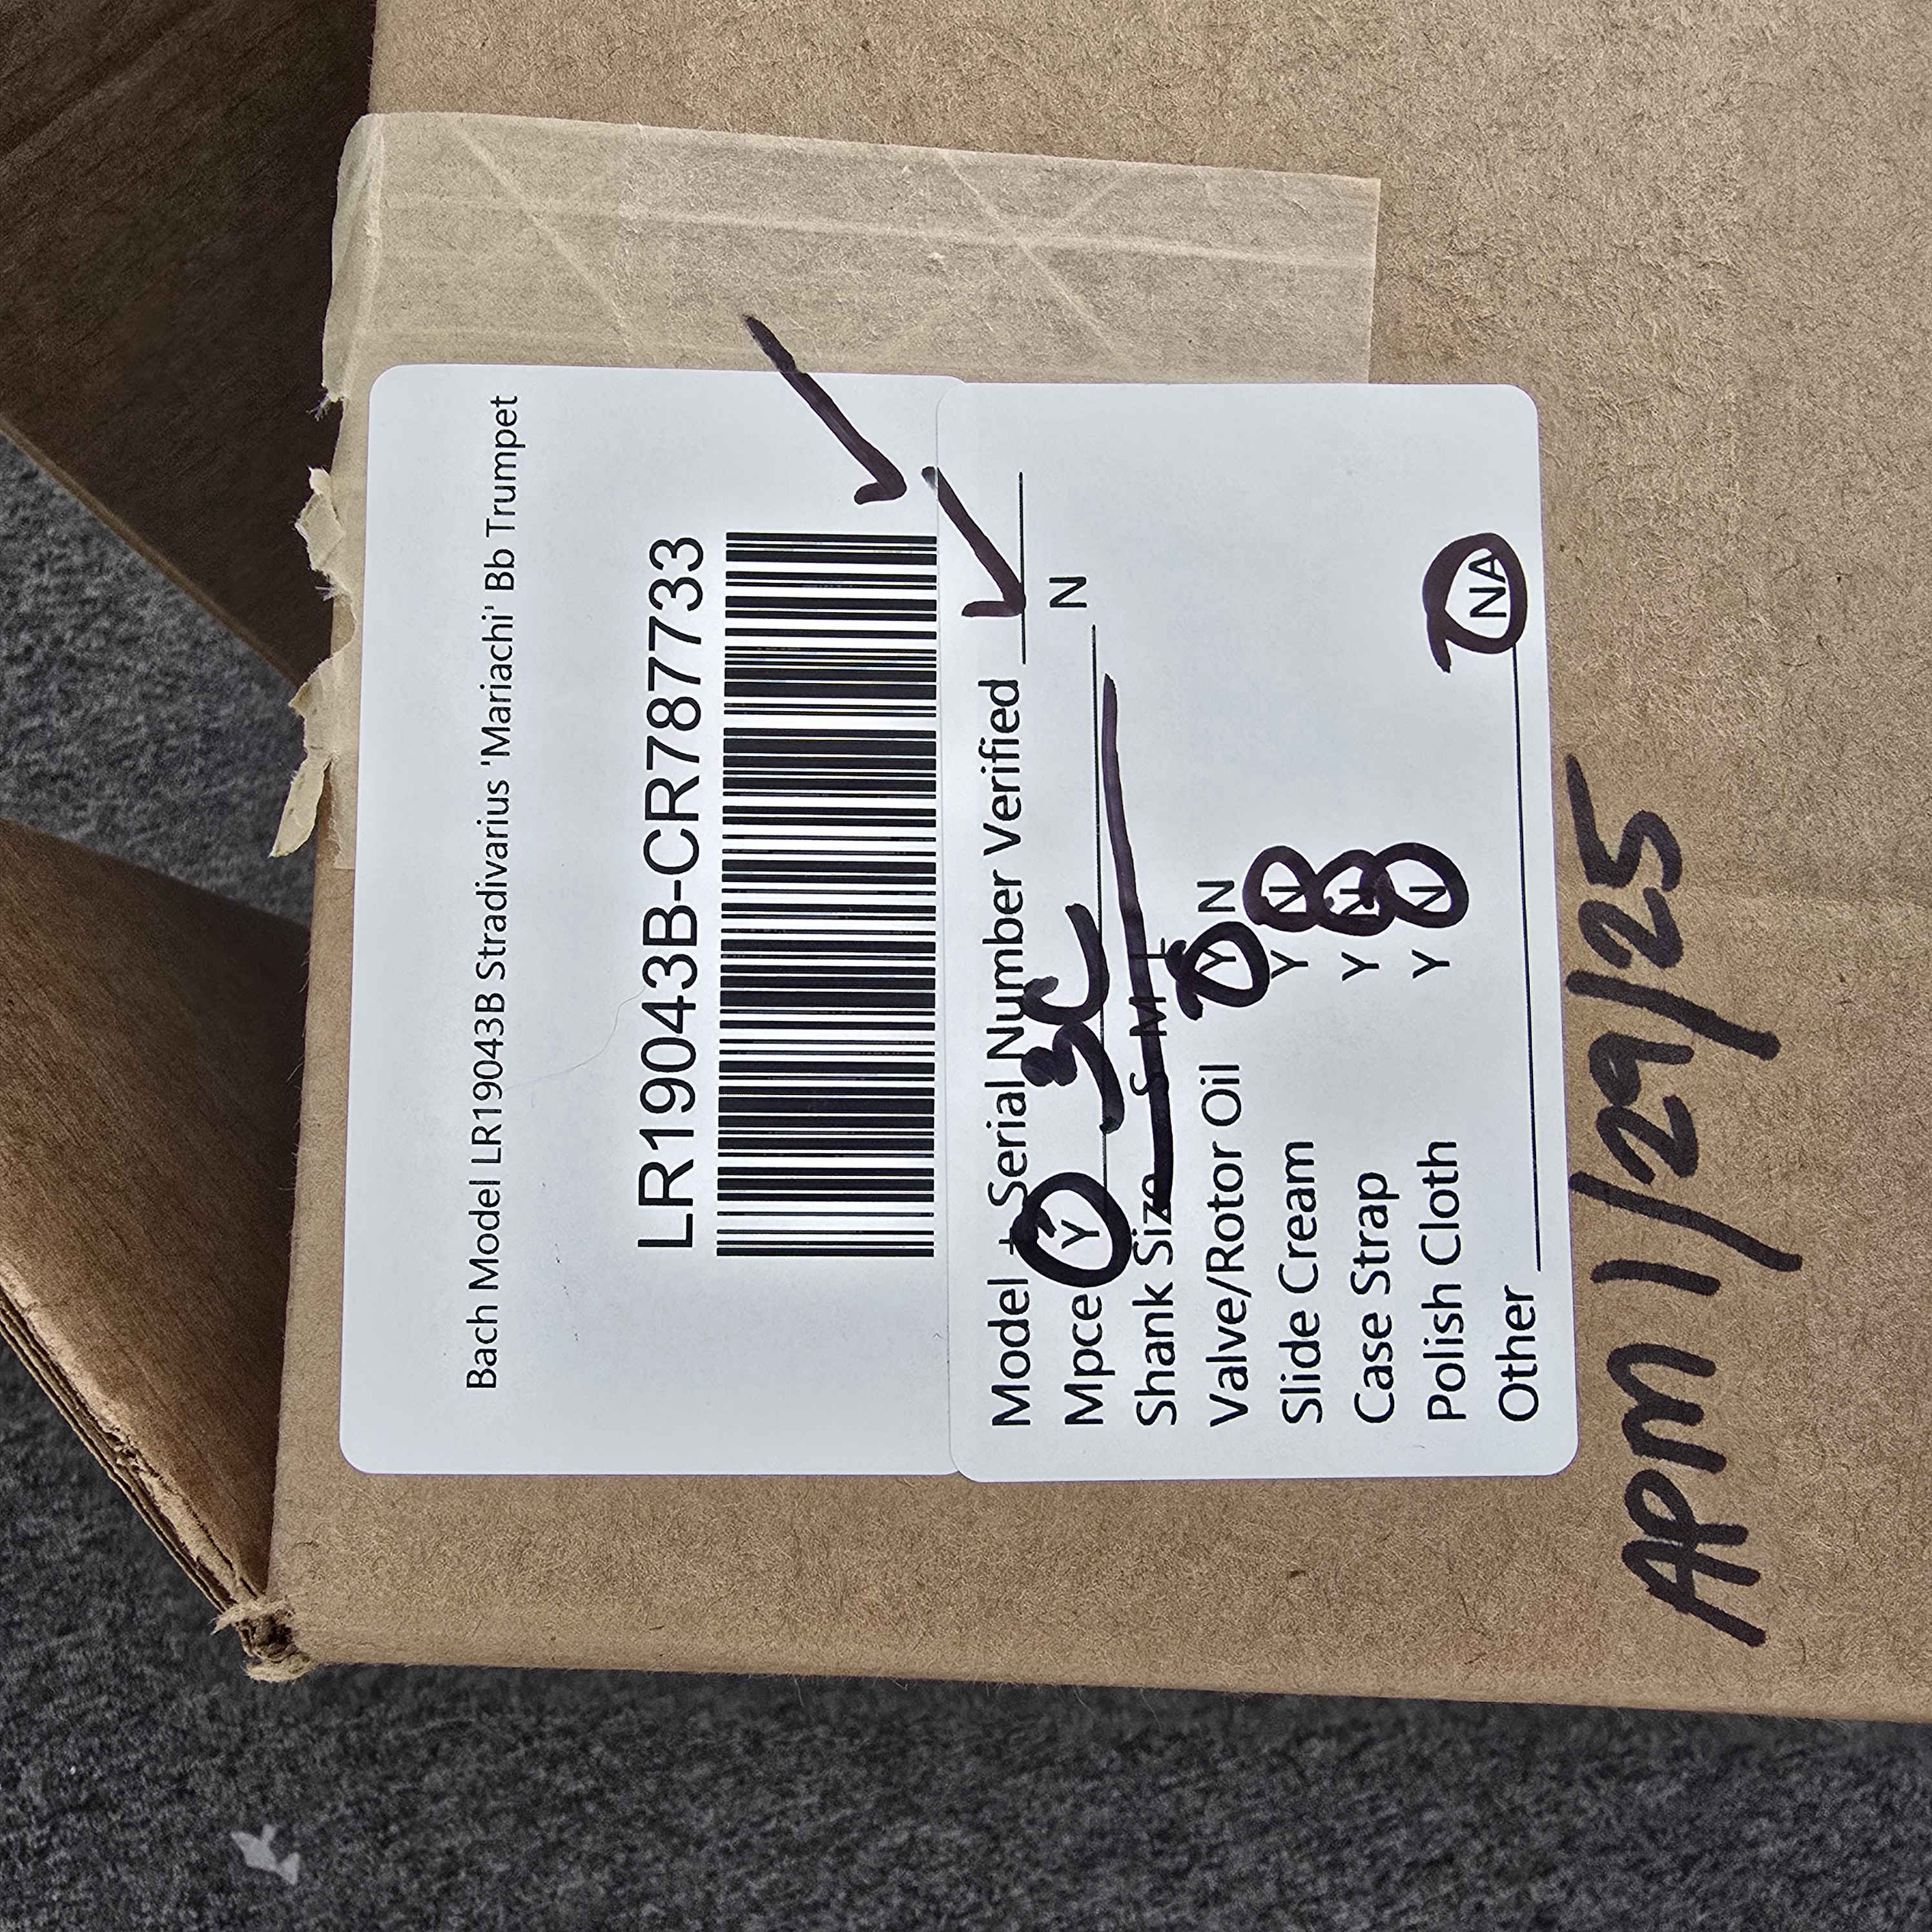 Bach Model LR19043B Stradivarius 'Mariachi' Bb Trumpet
LR19043B-CR787733
Model + Serial Number Verified ✓
Mpce Y 3C N
Shank Size S M L
Valve/Rotor Oil Y N
Slide Cream Y N
Case Strap Y N
Polish Cloth Y N
Other NA
APM 1/29/25